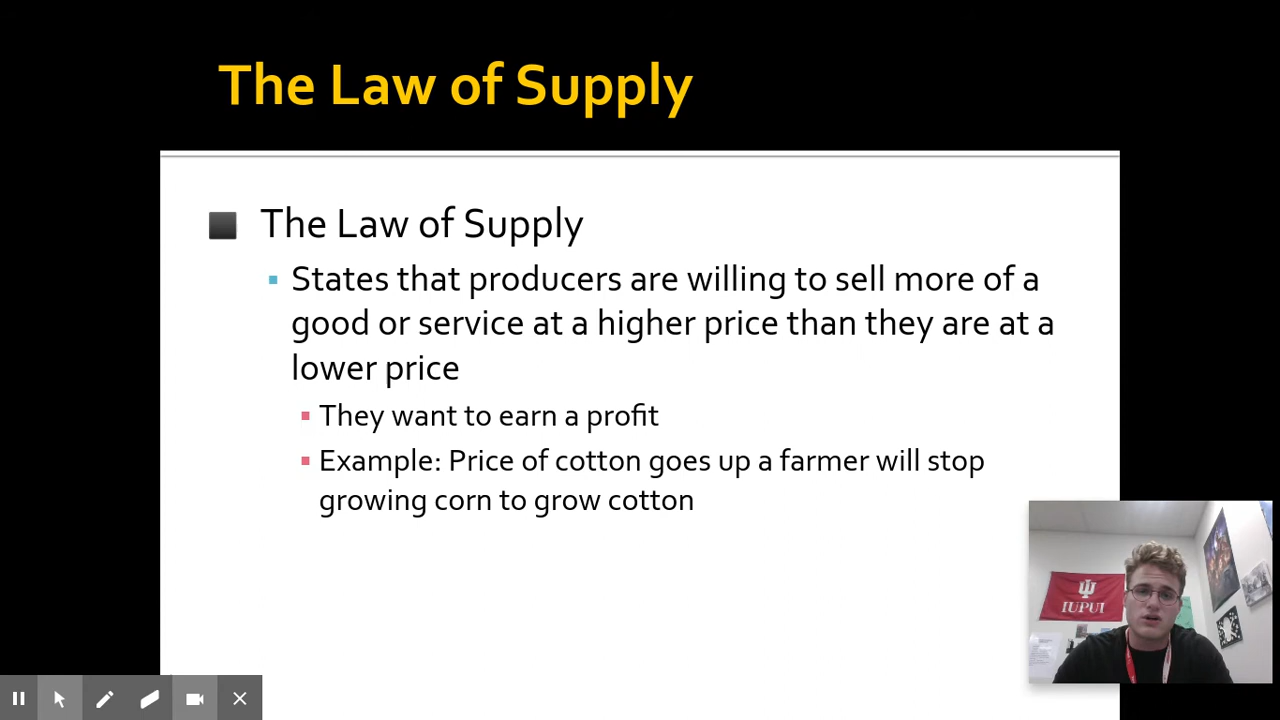 The Law of Supply
The Law of Supply
States that producers are willing to sell more of a
good or service at a higher price than they are at a
lower price
They want to earn a profit
Example: Price of cotton goes up a farmer will stop
growing corn to grow cotton
IUPUI